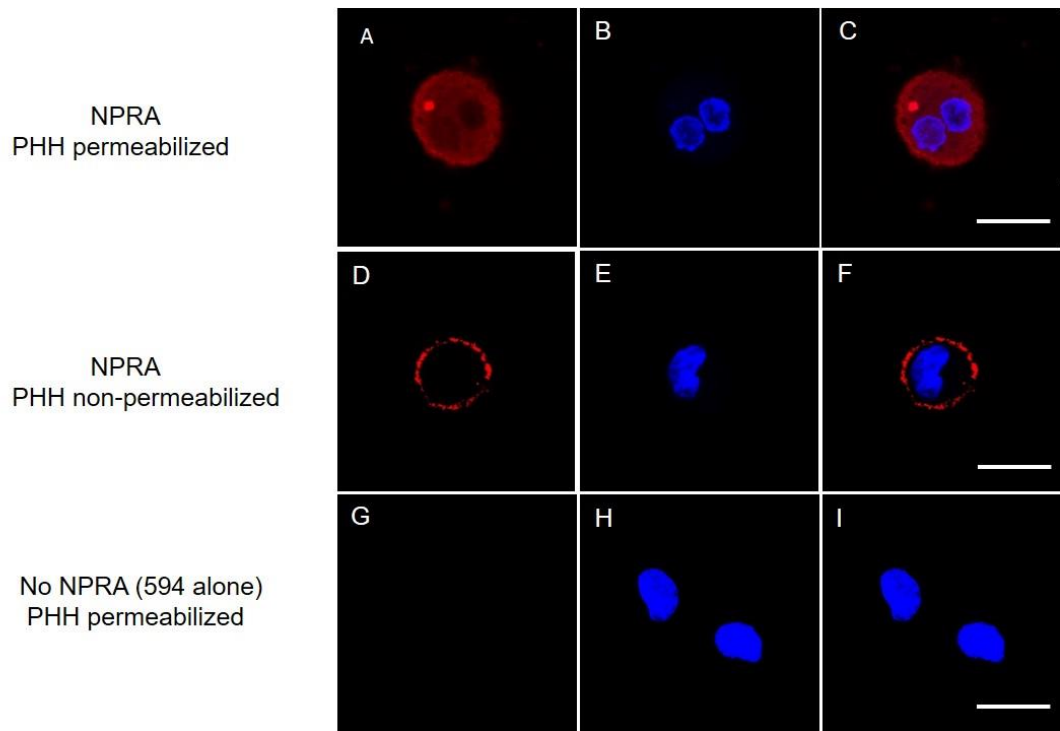 A
B
C
NPRA
PHH permeabilized
D
E
F
NPRA
PHH non-permeabilized
G
H
I
No NPRA (594 alone)
PHH permeabilized